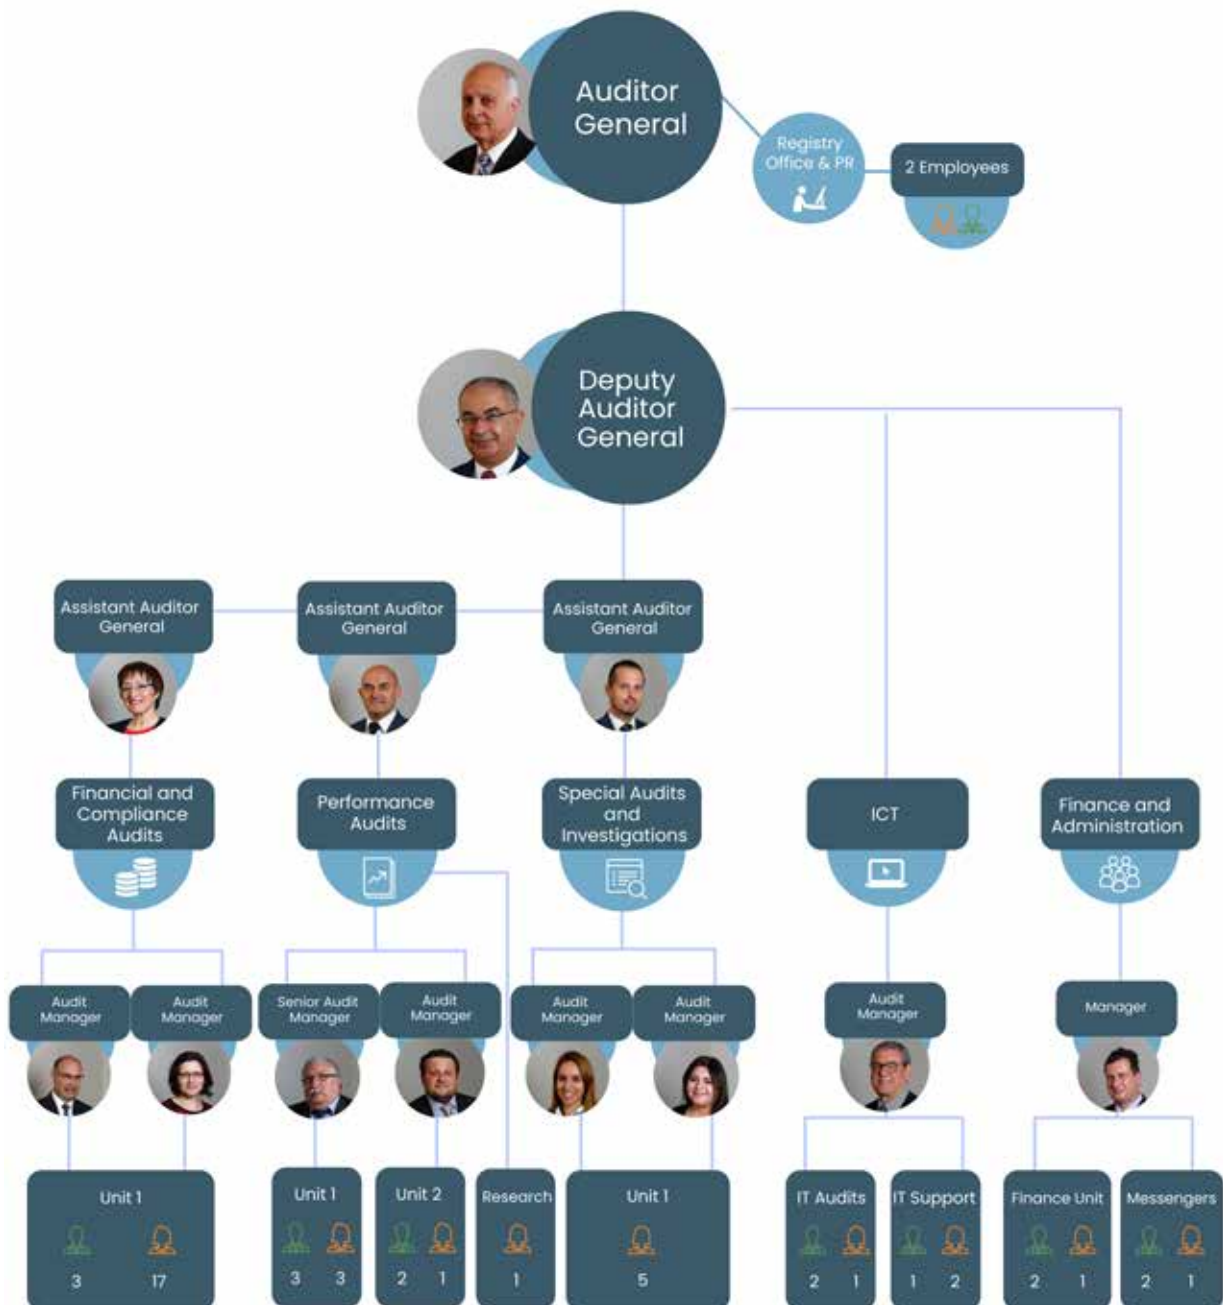 Auditor
General
Registry
Office & PR
2 Employees
Deputy
Auditor
General
Assistant Auditor
General
Assistant Auditor
General
Assistant Auditor
General
Financial and
Compliance
Audits
Performance
Audits
Special Audits
and
Investigations
ICT
Finance and
Administration
Audit
Manager
Audit
Manager
Senior Audit
Manager
Audit
Manager
Audit
Manager
Audit
Manager
Audit
Manager
Manager
Unit 1
3 17
Unit 1
3 3
Unit 2
2 1
Research
1
Unit 1
5
IT Audits
2 1
IT Support
1 2
Finance Unit
2 1
Messengers
2 1